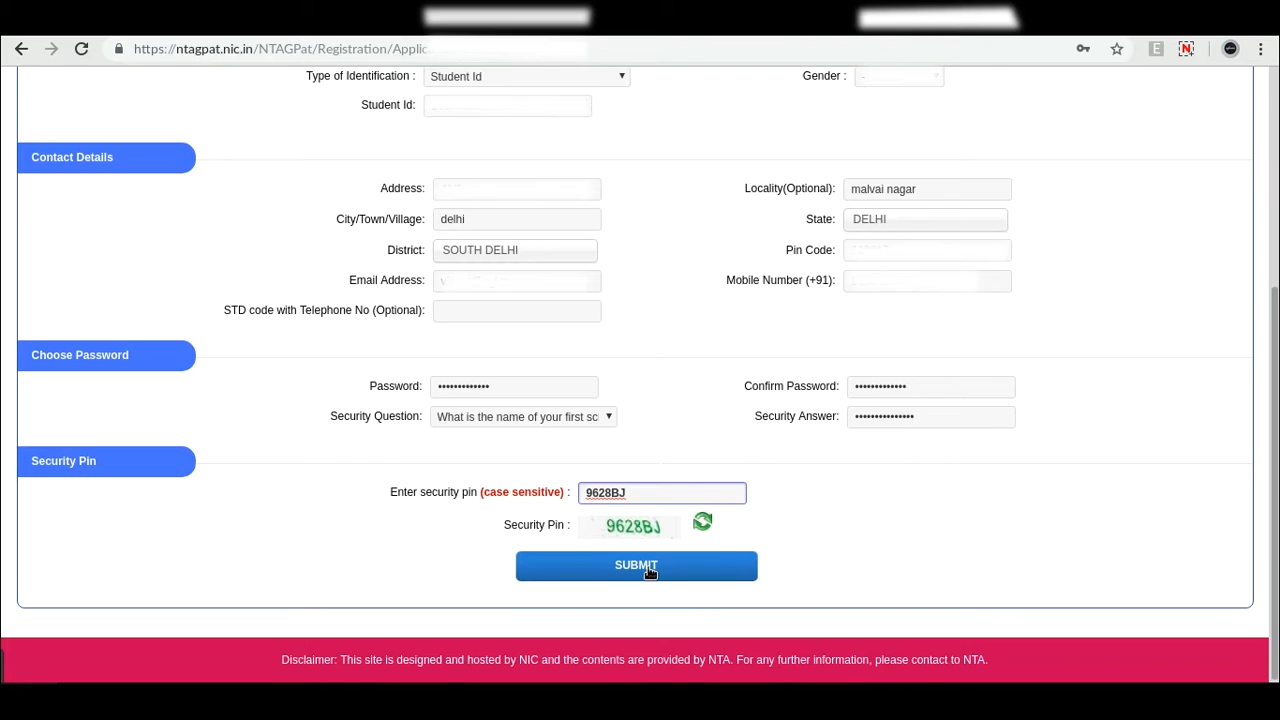 https://ntagpat.nic.in/NTAGPat/Registration/Applic
Type of Identification : Student Id Gender :
Student Id:
Contact Details
Address: Locality(Optional): malvai nagar
City/Town/Village: delhi State: DELHI
District: SOUTH DELHI Pin Code:
Email Address: Mobile Number (+91):
STD code with Telephone No (Optional):
Choose Password
Password: ••••••••••••• Confirm Password: •••••••••••••
Security Question: What is the name of your first sc Security Answer: •••••••••••••••
Security Pin
Enter security pin (case sensitive) : 9628BJ
Security Pin : 9628BJ
SUBMIT
Disclaimer: This site is designed and hosted by NIC and the contents are provided by NTA. For any further information, please contact to NTA.